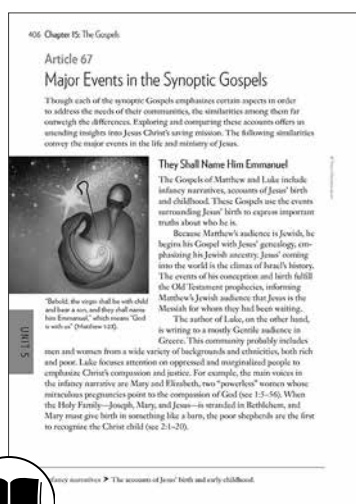 406 Chapter 15: The Gospels
Article 67
Major Events in the Synoptic Gospels
Though each of the synoptic Gospels emphasizes certain aspects in order
to address the needs of their communities, the similarities among them far
outweigh the differences. Exploring and comparing these accounts offers us
unending insights into Jesus Christ's saving mission. The following similarities
convey the major events in the life and ministry of Jesus.
They Shall Name Him Emmanuel
The Gospels of Matthew and Luke include
infancy narratives, accounts of Jesus' birth
and childhood. These Gospels use the events
surrounding Jesus' birth to express important
truths about who he is.
Because Matthew's audience is Jewish, he
begins his Gospel with Jesus' genealogy, em-
phasizing his Jewish ancestry. Jesus' coming
into the world is the climax of Israel's history.
The events of his conception and birth fulfill
the Old Testament prophecies, informing
Matthew's Jewish audience that Jesus is the
Messiah for whom they had been waiting.
The author of Luke, on the other hand,
is writing to a mostly Gentile audience in
Greece. This community probably includes
men and women from a wide variety of backgrounds and ethnicities, both rich
and poor. Luke focuses attention on oppressed and marginalized people to
emphasize Christ's compassion and justice. For example, the main voices in
the infancy narrative are Mary and Elizabeth, two "powerless" women whose
miraculous pregnancies point to the compassion of God (see 1:5–56). When
the Holy Family—Joseph, Mary, and Jesus—is stranded in Bethlehem, and
Mary must give birth in something like a barn, the poor shepherds are the first
to recognize the Christ child (see 2:1–20).
"Behold, the virgin shall be with child
and bear a son, and they shall name
him Emmanuel," which means "God
is with us" (Matthew 1:23).
UNIT 5
infancy narratives ➤ The accounts of Jesus' birth and early childhood.